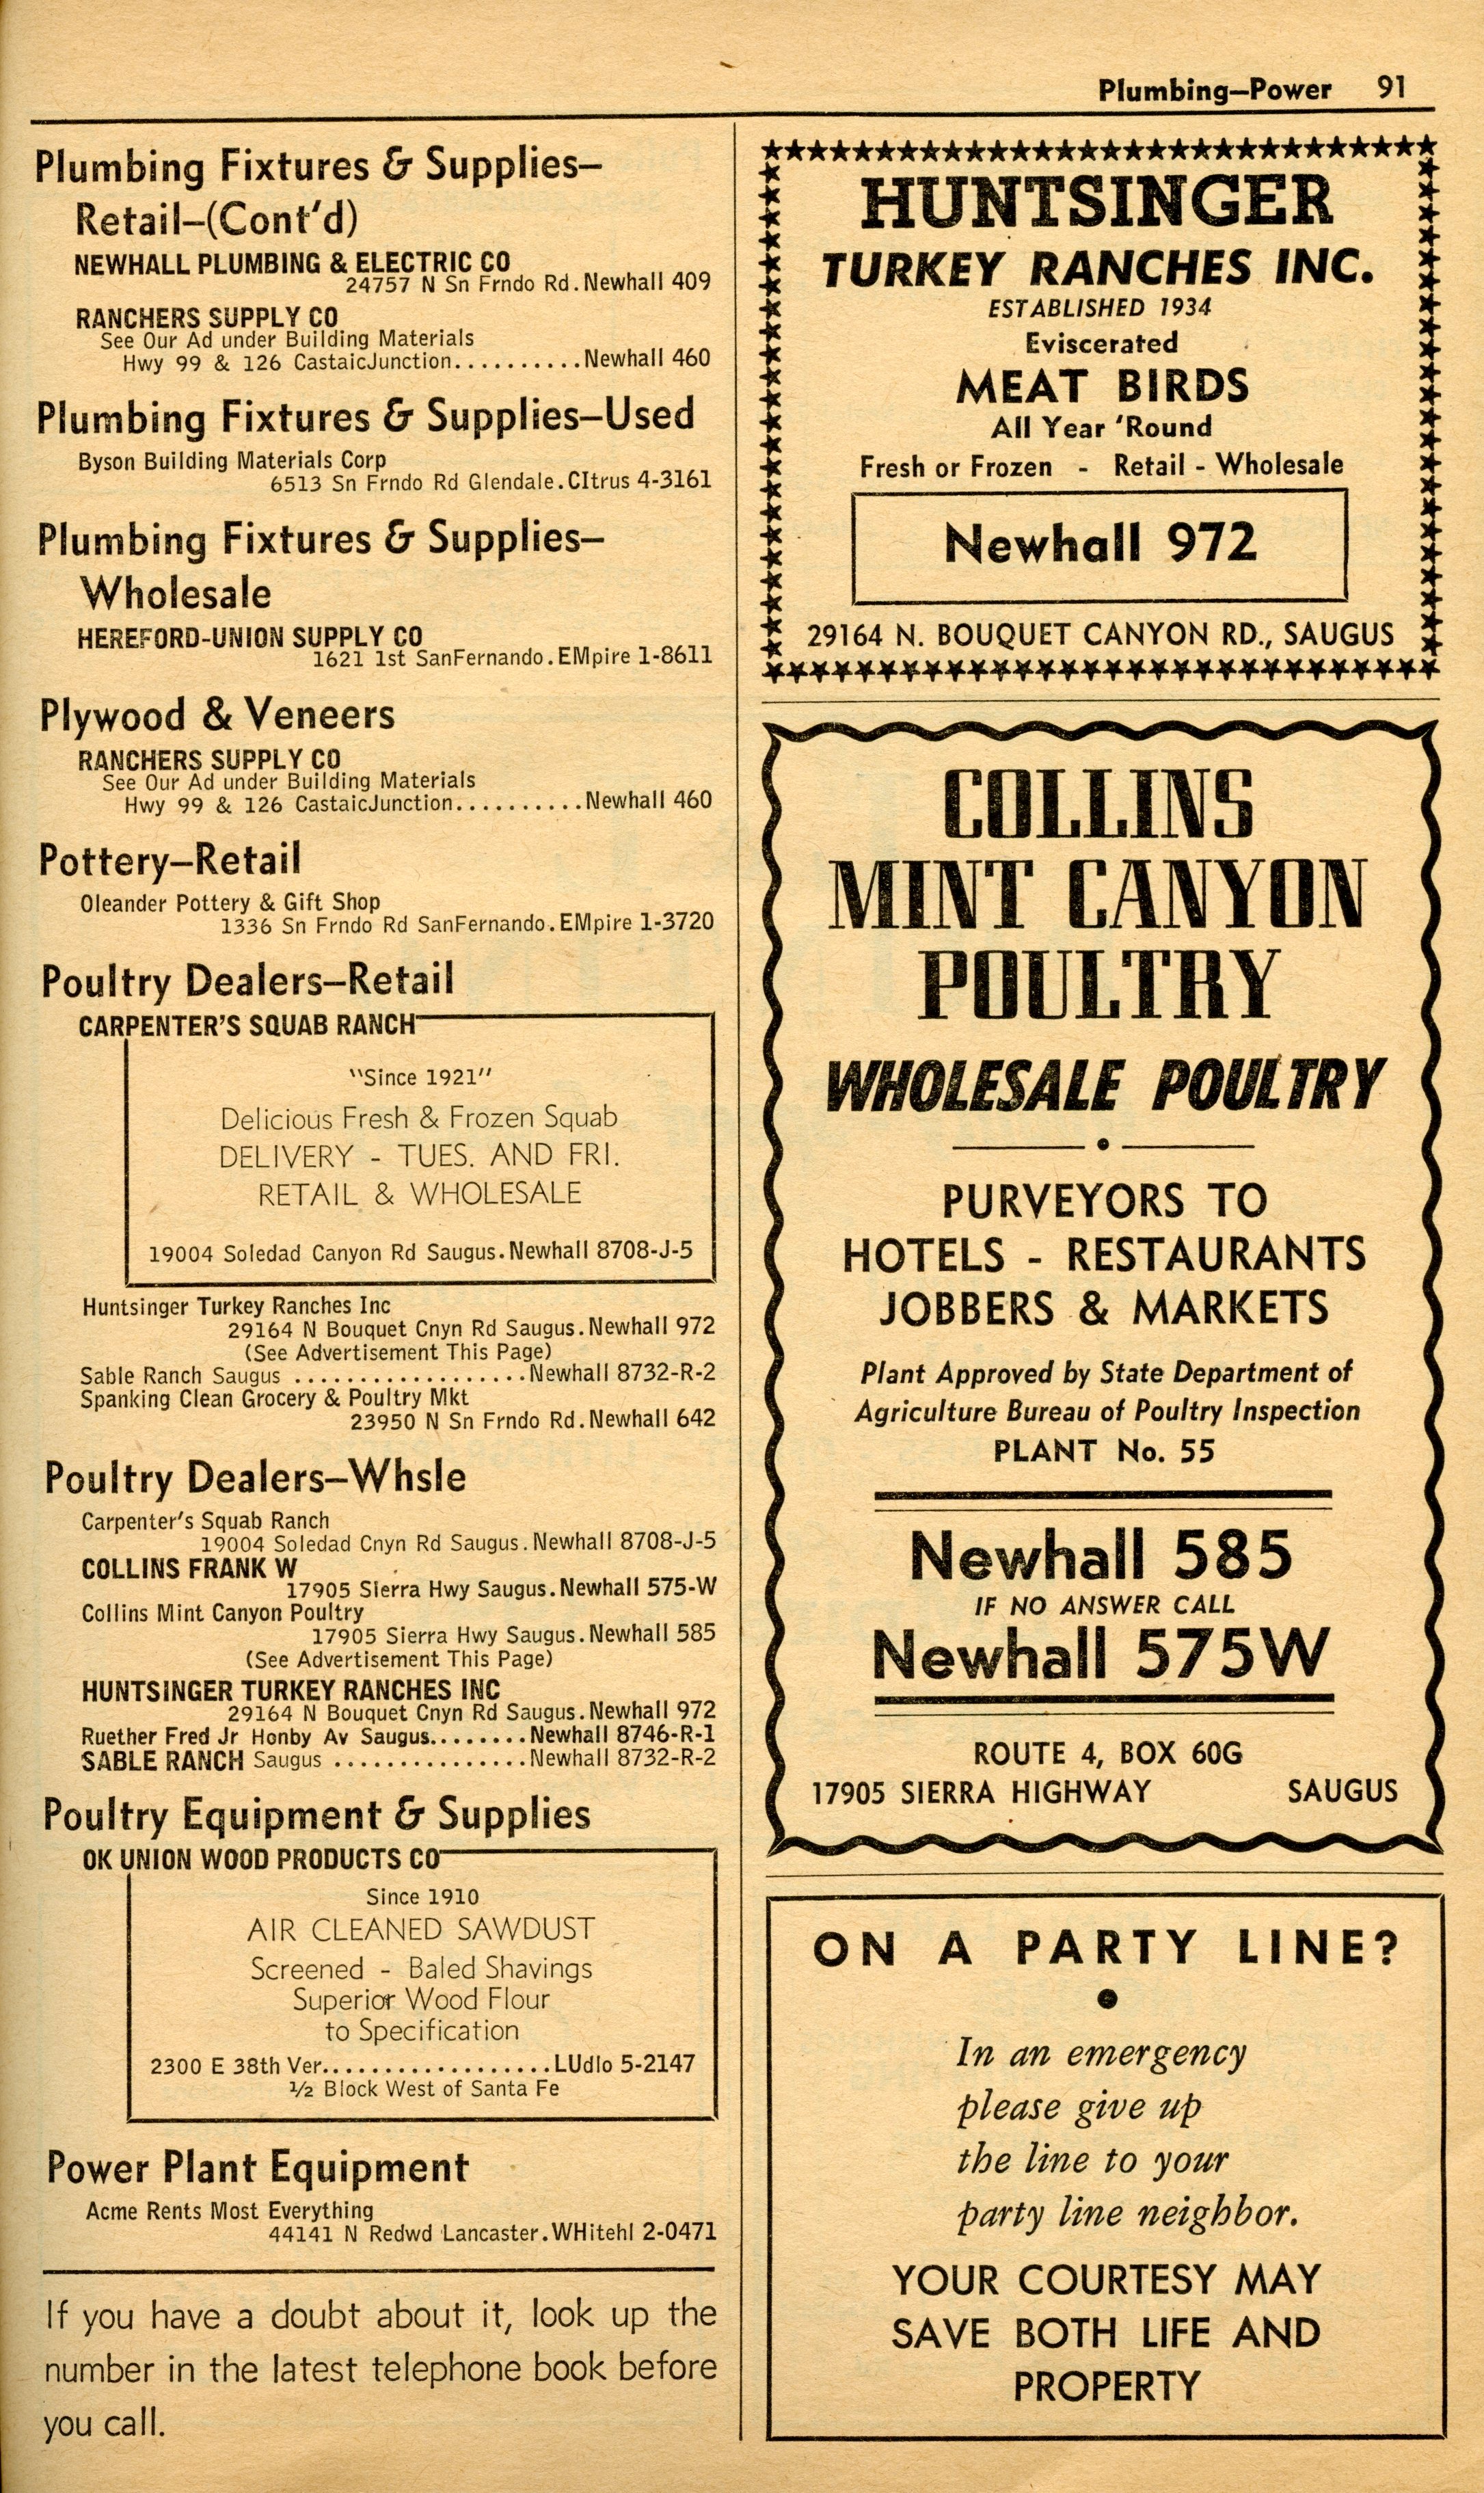 Plumbing—Power 91
Plumbing Fixtures & Supplies—
Retail—(Cont'd)
NEWHALL PLUMBING & ELECTRIC CO
24757 N Sn Frndo Rd.Newhall 409
RANCHERS SUPPLY CO
See Our Ad under Building Materials
Hwy 99 & 126 CastaicJunction..........Newhall 460
Plumbing Fixtures & Supplies—Used
Byson Building Materials Corp
6513 Sn Frndo Rd Glendale.CItrus 4-3161
Plumbing Fixtures & Supplies—
Wholesale
HEREFORD-UNION SUPPLY CO
1621 1st SanFernando.EMpire 1-8611
Plywood & Veneers
RANCHERS SUPPLY CO
See Our Ad under Building Materials
Hwy 99 & 126 CastaicJunction..........Newhall 460
Pottery—Retail
Oleander Pottery & Gift Shop
1336 Sn Frndo Rd SanFernando.EMpire 1-3720
Poultry Dealers—Retail
CARPENTER'S SQUAB RANCH
"Since 1921"
Delicious Fresh & Frozen Squab
DELIVERY - TUES. AND FRI.
RETAIL & WHOLESALE
19004 Soledad Canyon Rd Saugus.Newhall 8708-J-5
Huntsinger Turkey Ranches Inc
29164 N Bouquet Cnyn Rd Saugus.Newhall 972
(See Advertisement This Page)
Sable Ranch Saugus ..................Newhall 8732-R-2
Spanking Clean Grocery & Poultry Mkt
23950 N Sn Frndo Rd.Newhall 642
Poultry Dealers—Whsle
Carpenter's Squab Ranch
19004 Soledad Cnyn Rd Saugus.Newhall 8708-J-5
COLLINS FRANK W
17905 Sierra Hwy Saugus.Newhall 575-W
Collins Mint Canyon Poultry
17905 Sierra Hwy Saugus.Newhall 585
(See Advertisement This Page)
HUNTSINGER TURKEY RANCHES INC
29164 N Bouquet Cnyn Rd Saugus.Newhall 972
Ruether Fred Jr Honby Av Saugus........Newhall 8746-R-1
SABLE RANCH Saugus ...............Newhall 8732-R-2
Poultry Equipment & Supplies
OK UNION WOOD PRODUCTS CO
Since 1910
AIR CLEANED SAWDUST
Screened - Baled Shavings
Superior Wood Flour
to Specification
2300 E 38th Ver..................LUdlo 5-2147
½ Block West of Santa Fe
Power Plant Equipment
Acme Rents Most Everything
44141 N Redwd Lancaster.WHitehl 2-0471
If you have a doubt about it, look up the
number in the latest telephone book before
you call.
HUNTSINGER
TURKEY RANCHES INC.
ESTABLISHED 1934
Eviscerated
MEAT BIRDS
All Year 'Round
Fresh or Frozen - Retail - Wholesale
Newhall 972
29164 N. BOUQUET CANYON RD., SAUGUS
COLLINS
MINT CANYON
POULTRY
WHOLESALE POULTRY
PURVEYORS TO
HOTELS - RESTAURANTS
JOBBERS & MARKETS
Plant Approved by State Department of
Agriculture Bureau of Poultry Inspection
PLANT No. 55
Newhall 585
IF NO ANSWER CALL
Newhall 575W
ROUTE 4, BOX 60G
17905 SIERRA HIGHWAY SAUGUS
ON A PARTY LINE?
In an emergency
please give up
the line to your
party line neighbor.
YOUR COURTESY MAY
SAVE BOTH LIFE AND
PROPERTY